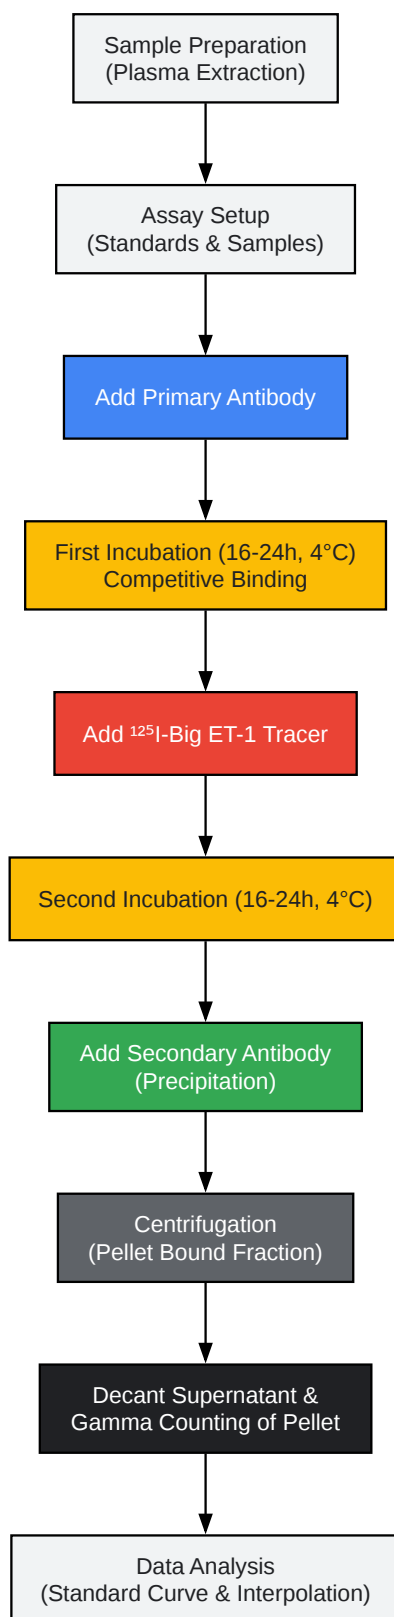 Sample Preparation
(Plasma Extraction)
Assay Setup
(Standards & Samples)
Add Primary Antibody
First Incubation (16-24h, 4°C)
Competitive Binding
Add ¹²⁵I-Big ET-1 Tracer
Second Incubation (16-24h, 4°C)
Add Secondary Antibody
(Precipitation)
Centrifugation
(Pellet Bound Fraction)
Decant Supernatant &
Gamma Counting of Pellet
Data Analysis
(Standard Curve & Interpolation)